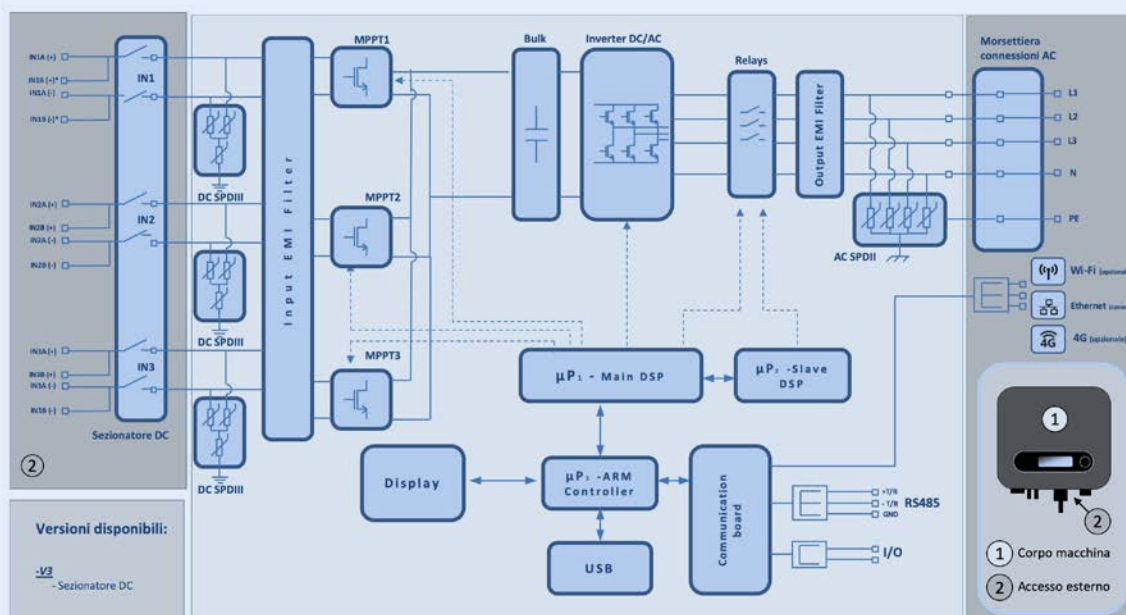 IN1A (+)
IN1B (+)*
IN1A (-)
IN1B (-)*
IN1
DC SPDIII
IN2A (+)
IN2B (+)
IN2A (-)
IN2B (-)
IN2
DC SPDIII
IN3A (+)
IN3B (+)
IN3A (-)
IN3B (-)
IN3
DC SPDIII
Sezionatore DC
2
Input EMI Filter
MPPT1
MPPT2
MPPT3
Bulk
Inverter DC/AC
Relays
Output EMI Filter
AC SPDII
Morsettiera
connessioni AC
L1
L2
L3
N
PE
Wi-Fi (opzionale)
Ethernet
4G
4G (opzionale)
µP₁ - Main DSP
µP₂ -Slave
DSP
µP₃ -ARM
Controller
Display
USB
Communication
board
+T/R
- T/R
GND
RS485
I/O
Versioni disponibili:
-V3
- Sezionatore DC
1
2
1 Corpo macchina
2 Accesso esterno